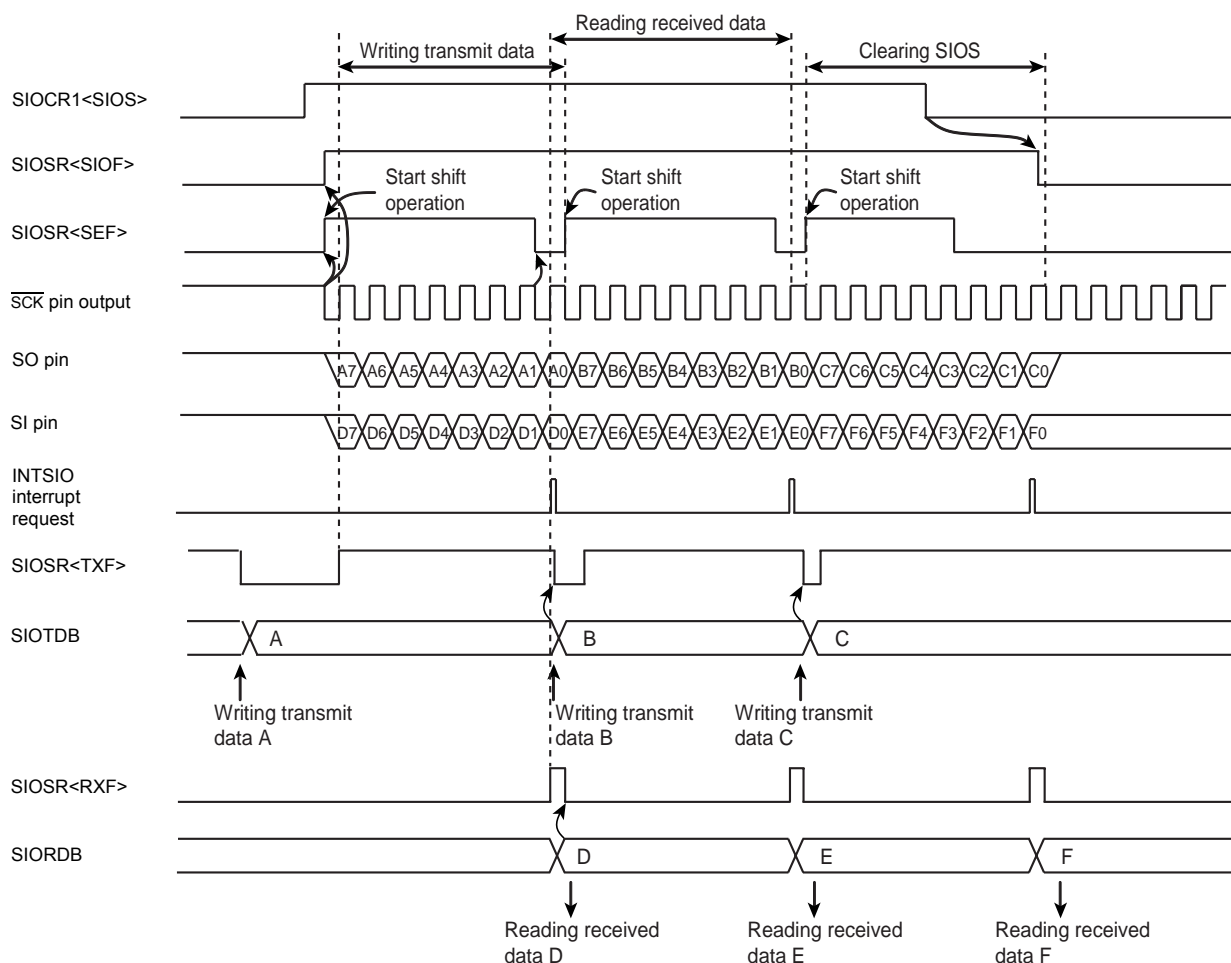 Reading received data
Writing transmit data
Clearing SIOS
SIOCR1<SIOS>
SIOSR<SIOF>
Start shift
operation
Start shift
operation
Start shift
operation
SIOSR<SEF>
SCK pin output
SO pin
A7 A6 A5 A4 A3 A2 A1 A0 B7 B6 B5 B4 B3 B2 B1 B0 C7 C6 C5 C4 C3 C2 C1 C0
SI pin
D7 D6 D5 D4 D3 D2 D1 D0 E7 E6 E5 E4 E3 E2 E1 E0 F7 F6 F5 F4 F3 F2 F1 F0
INTSIO
interrupt
request
SIOSR<TXF>
SIOTDB
A B C
Writing transmit
data A
Writing transmit
data B
Writing transmit
data C
SIOSR<RXF>
SIORDB
D E F
Reading received
data D
Reading received
data E
Reading received
data F